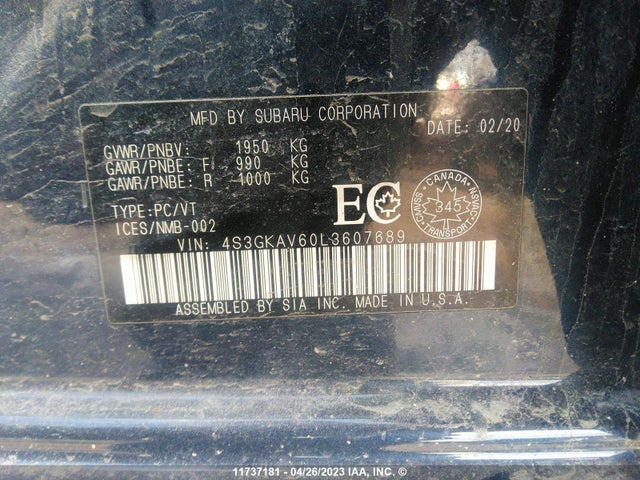 MFD BY SUBARU CORPORATION
DATE: 02/20
GVWR/PNBV: 1950 KG
GAWR/PNBE: F 990 KG
GAWR/PNBE: R 1000 KG
TYPE:PC/VT
ICES/NMB-002
EC
CANADA
345
TRANSPORT
VIN: 4S3GKAV60L3607689
ASSEMBLED BY SIA INC. MADE IN U.S.A.
11737181 - 04/26/2023 IAA, INC. ©